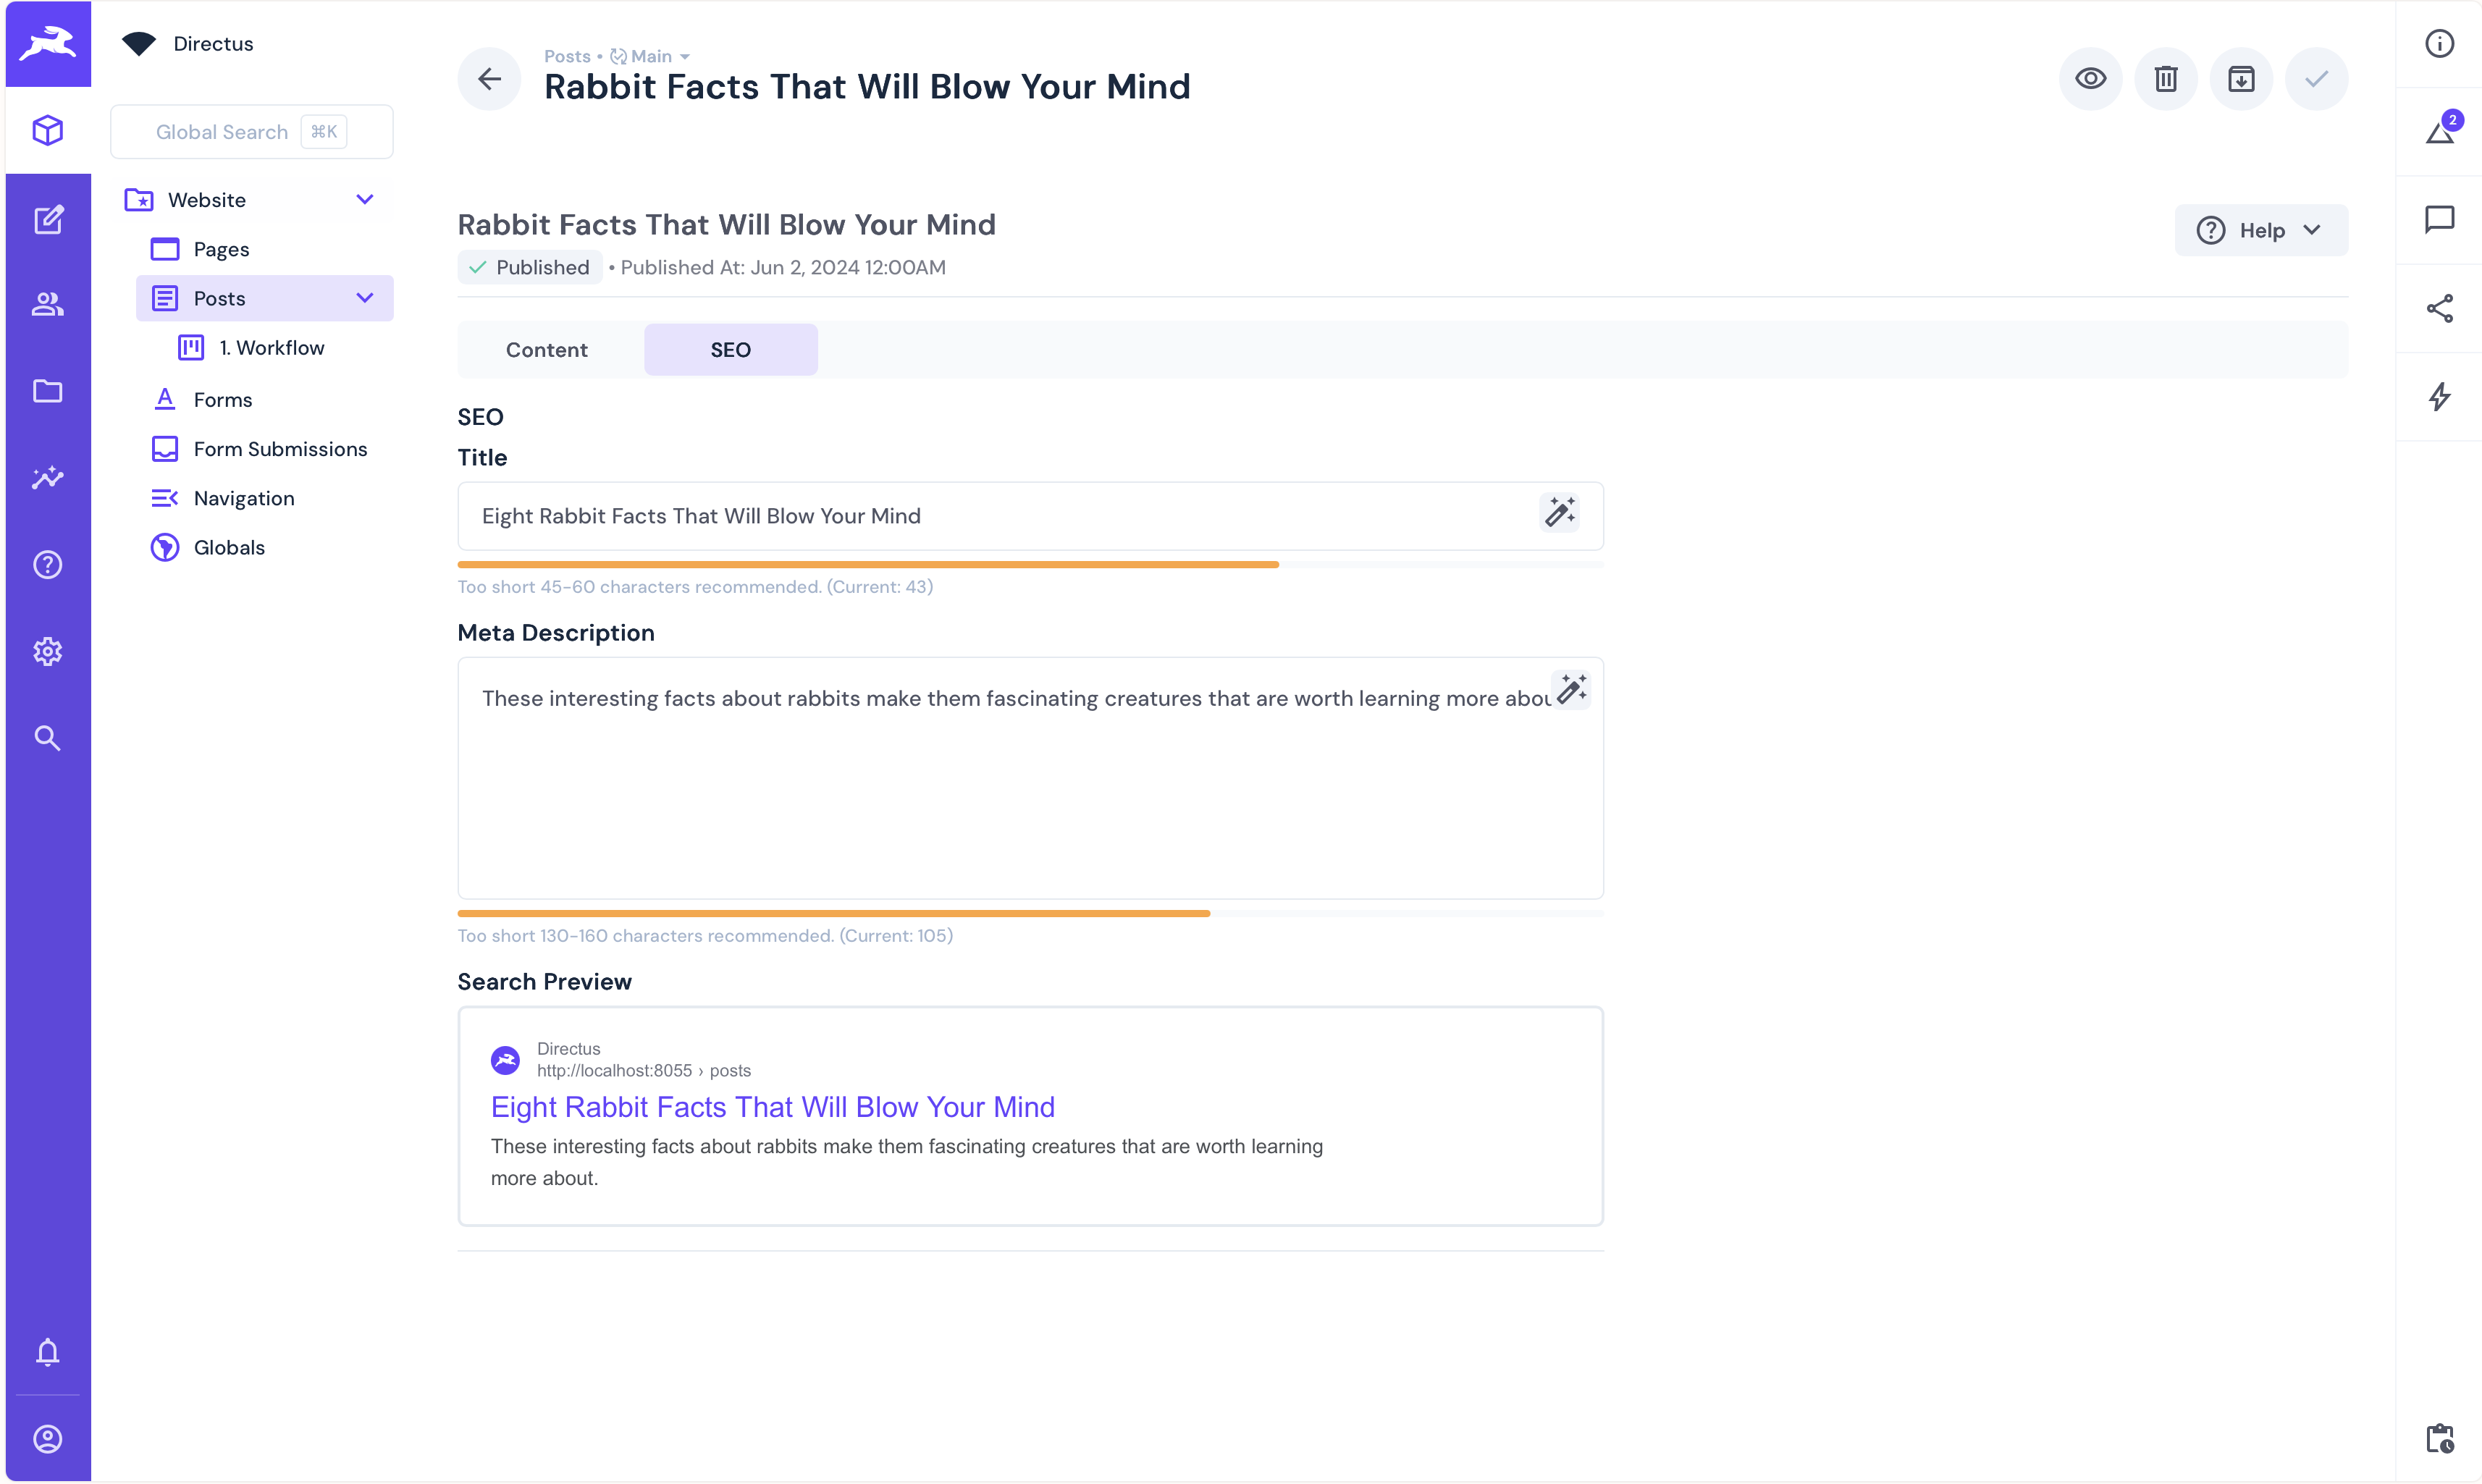 Directus
Global Search ⌘K
Website
Pages
Posts
1. Workflow
Forms
Form Submissions
Navigation
Globals
Posts • Main
Rabbit Facts That Will Blow Your Mind
2
Rabbit Facts That Will Blow Your Mind
Published • Published At: Jun 2, 2024 12:00AM
Help
Content SEO
SEO
Title
Eight Rabbit Facts That Will Blow Your Mind
Too short 45-60 characters recommended. (Current: 43)
Meta Description
These interesting facts about rabbits make them fascinating creatures that are worth learning more abou
Too short 130-160 characters recommended. (Current: 105)
Search Preview
Directus
http://localhost:8055 › posts
Eight Rabbit Facts That Will Blow Your Mind
These interesting facts about rabbits make them fascinating creatures that are worth learning
more about.